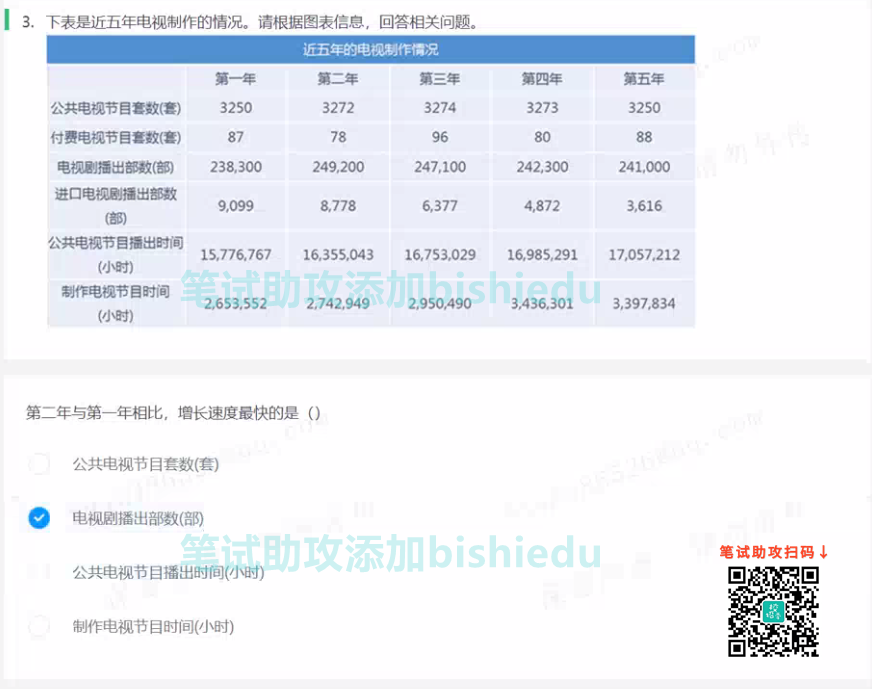 3. 下表是近五年电视制作的情况。请根据图表信息，回答相关问题。
近五年的电视制作情况
第一年 第二年 第三年 第四年 第五年
公共电视节目套数(套) 3250 3272 3274 3273 3250
付费电视节目套数(套) 87 78 96 80 88
电视剧播出部数(部) 238,300 249,200 247,100 242,300 241,000
进口电视剧播出部数
(部) 9,099 8,778 6,377 4,872 3,616
公共电视节目播出时间
(小时) 15,776,767 16,355,043 16,753,029 16,985,291 17,057,212
制作电视节目时间
(小时) 2,653,552 2,742,949 2,950,490 3,436,301 3,397,834
笔试助攻添加bishiedu
第二年与第一年相比，增长速度最快的是（）
公共电视节目套数(套)
电视剧播出部数(部)
笔试助攻添加bishiedu
笔试助攻扫码↓
公共电视节目播出时间(小时)
制作电视节目时间(小时)